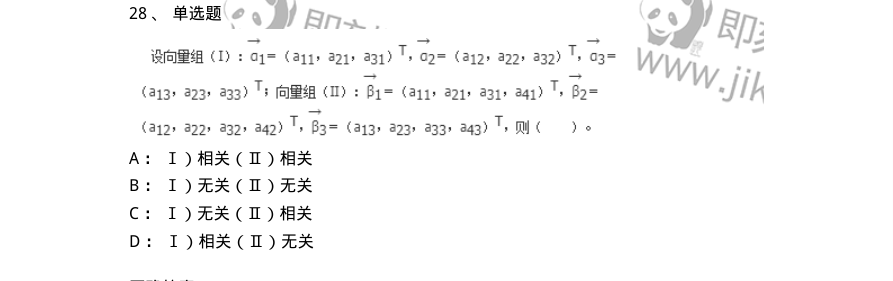 28、 单选题
设向量组（Ⅰ）：α1=（a11，a21，a31）T，α2=（a12，a22，a32）T，α3=
（a13，a23，a33）T；向量组（Ⅱ）：β1=（a11，a21，a31，a41）T，β2=
（a12，a22，a32，a42）T，β3=（a13，a23，a33，a43）T，则（　　）。
A： Ⅰ）相关（Ⅱ）相关
B： Ⅰ）无关（Ⅱ）无关
C： Ⅰ）无关（Ⅱ）相关
D： Ⅰ）相关（Ⅱ）无关
www.jik